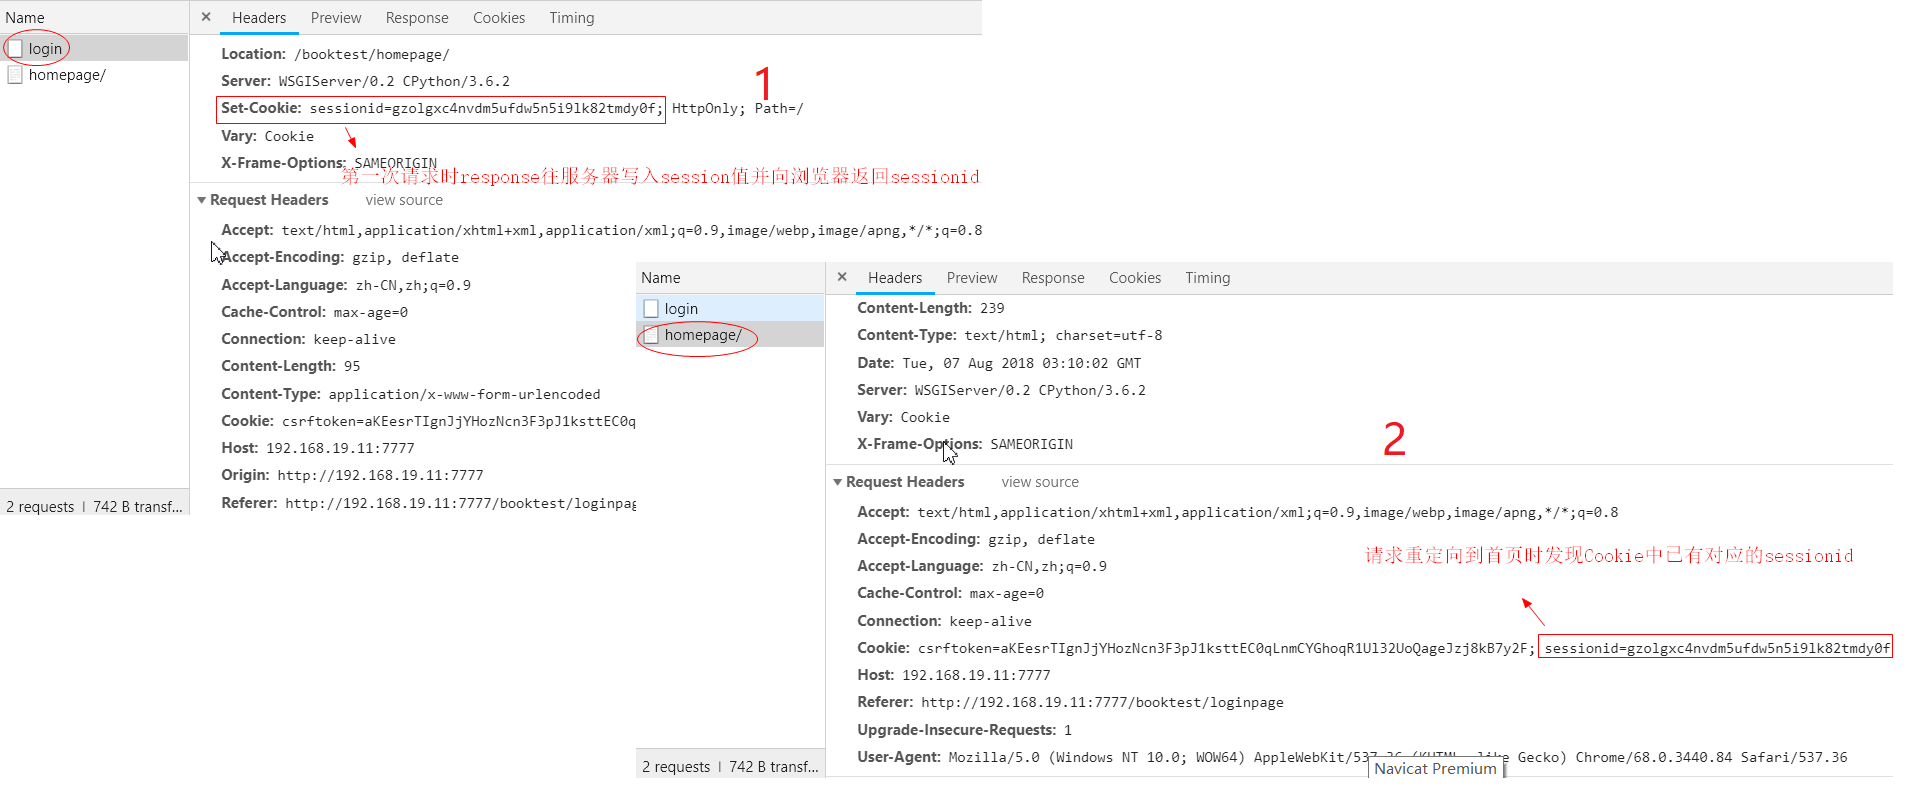 Name
× Headers Preview Response Cookies Timing
login
homepage/
Location: /booktest/homepage/
Server: WSGIServer/0.2 CPython/3.6.2
1
Set-Cookie: sessionid=gzolgxc4nvdm5ufdw5n5i9lk82tmdy0f; HttpOnly; Path=/
Vary: Cookie
X-Frame-Options: SAMEORIGIN
第一次请求时response往服务器写入session值并向浏览器返回sessionid
Request Headers view source
Accept: text/html,application/xhtml+xml,application/xml;q=0.9,image/webp,image/apng,*/*;q=0.8
Accept-Encoding: gzip, deflate
Accept-Language: zh-CN,zh;q=0.9
Cache-Control: max-age=0
Connection: keep-alive
Content-Length: 95
Content-Type: application/x-www-form-urlencoded
Cookie: csrftoken=aKEesrTIgnJjYHozNcn3F3pJ1ksttEC0q
Host: 192.168.19.11:7777
Origin: http://192.168.19.11:7777
Referer: http://192.168.19.11:7777/booktest/loginpag
2 requests | 742 B transf...
Name
× Headers Preview Response Cookies Timing
login
homepage/
Content-Length: 239
Content-Type: text/html; charset=utf-8
Date: Tue, 07 Aug 2018 03:10:02 GMT
Server: WSGIServer/0.2 CPython/3.6.2
Vary: Cookie
X-Frame-Options: SAMEORIGIN
2
Request Headers view source
Accept: text/html,application/xhtml+xml,application/xml;q=0.9,image/webp,image/apng,*/*;q=0.8
Accept-Encoding: gzip, deflate
请求重定向到首页时发现Cookie中已有对应的sessionid
Accept-Language: zh-CN,zh;q=0.9
Cache-Control: max-age=0
Connection: keep-alive
Cookie: csrftoken=aKEesrTIgnJjYHozNcn3F3pJ1ksttEC0qLnmCYGhoqR1Ul32UoQageJzj8kB7y2F; sessionid=gzolgxc4nvdm5ufdw5n5i9lk82tmdy0f
Host: 192.168.19.11:7777
Referer: http://192.168.19.11:7777/booktest/loginpage
Upgrade-Insecure-Requests: 1
User-Agent: Mozilla/5.0 (Windows NT 10.0; WOW64) AppleWebKit/537.36 (KHTML, like Gecko) Chrome/68.0.3440.84 Safari/537.36
Navicat Premium
2 requests | 742 B transf...